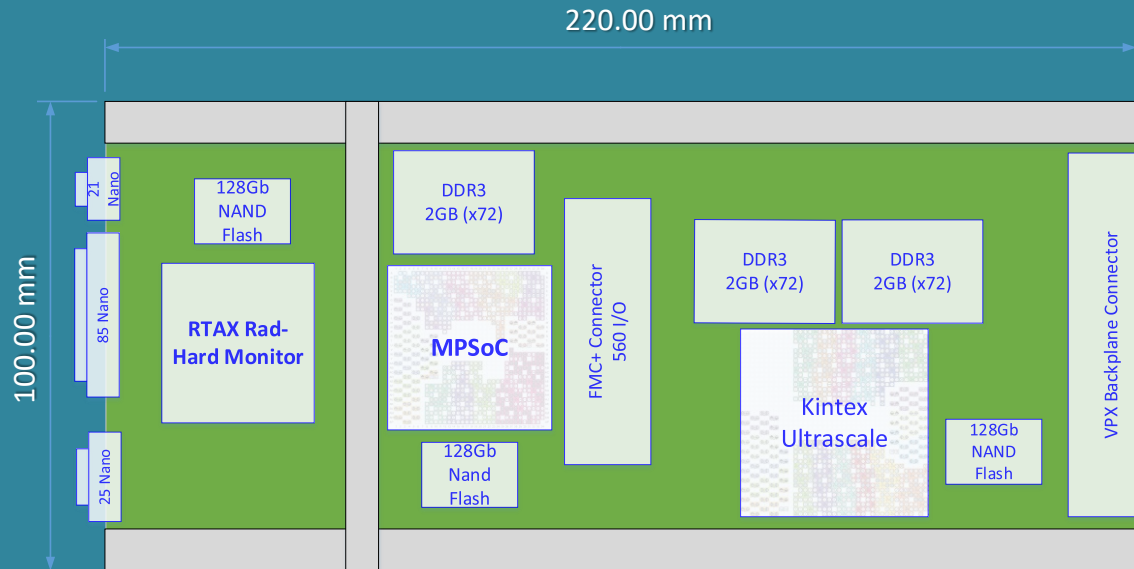 220.00 mm
100.00 mm
21
Nano
85 Nano
25 Nano
128Gb
NAND
Flash
RTAX Rad-
Hard Monitor
DDR3
2GB (x72)
MPSoC
128Gb
Nand
Flash
FMC+ Connector
560 I/O
DDR3
2GB (x72)
DDR3
2GB (x72)
Kintex
Ultrascale
128Gb
NAND
Flash
VPX Backplane Connector